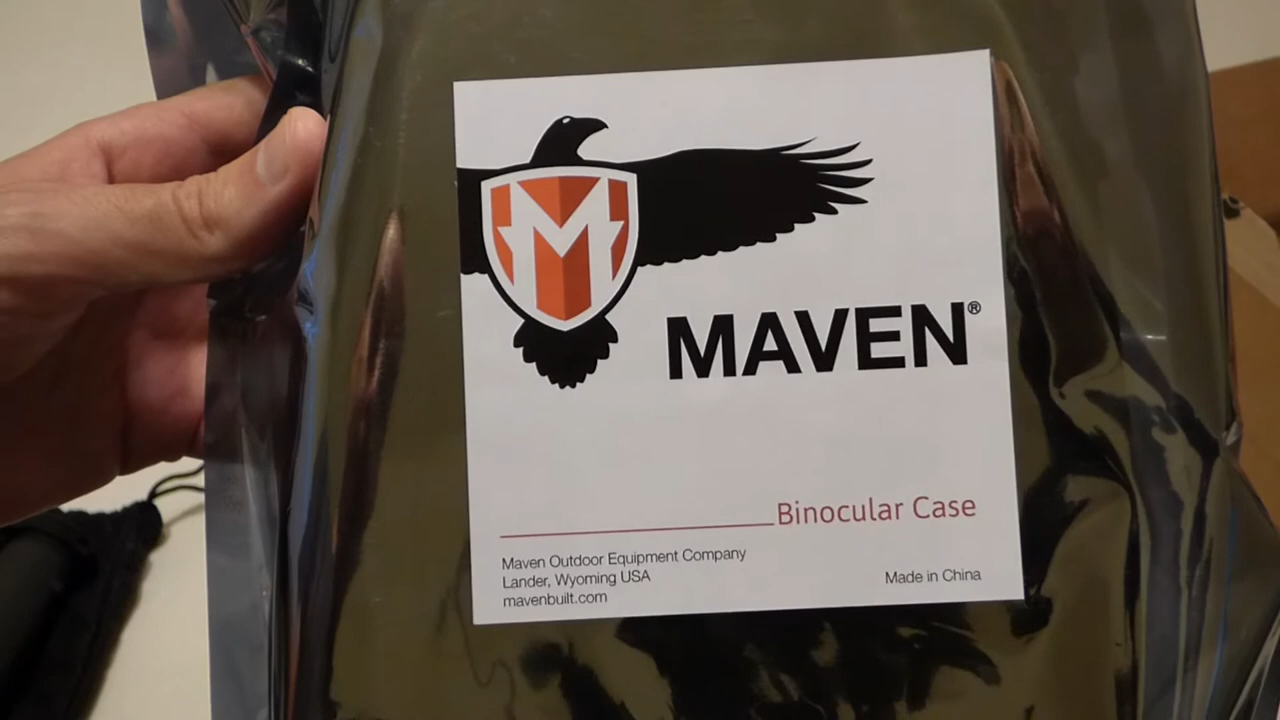 M
MAVEN®
Binocular Case
Maven Outdoor Equipment Company
Lander, Wyoming USA
mavenbuilt.com
Made in China